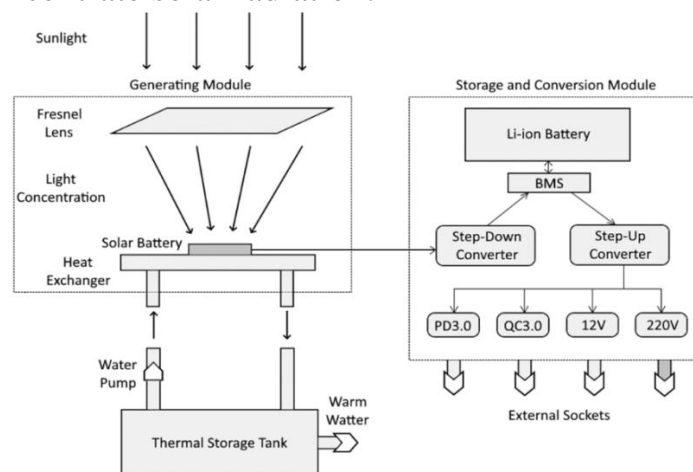 Sunlight
Generating Module
Storage and Conversion Module
Fresnel
Lens
Li-ion Battery
BMS
Light
Concentration
Solar Battery
Step-Down
Converter
Step-Up
Converter
Heat
Exchanger
PD3.0
QC3.0
12V
220V
Water
Pump
Warm
Watter
External Sockets
Thermal Storage Tank